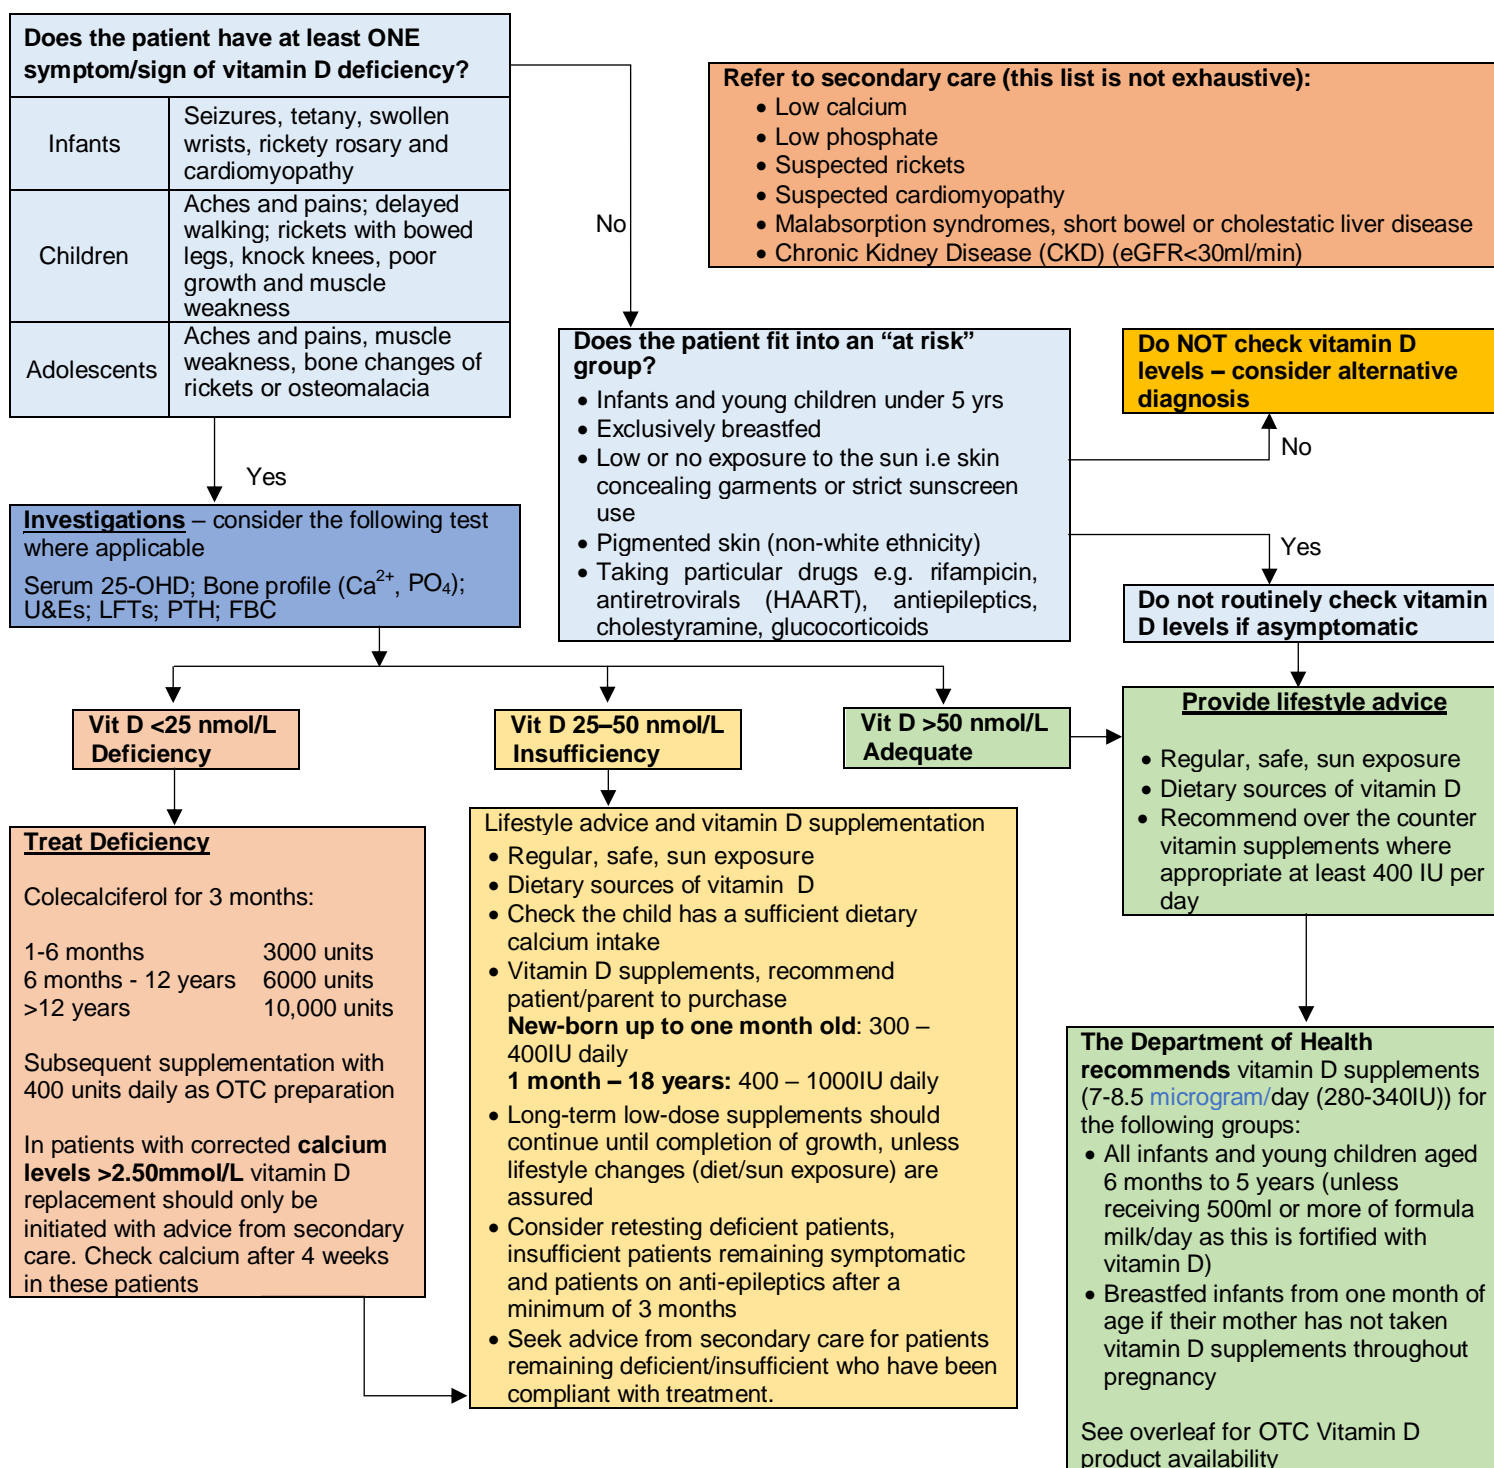 Does the patient have at least ONE
symptom/sign of vitamin D deficiency?
Infants
Seizures, tetany, swollen
wrists, rickety rosary and
cardiomyopathy
Children
Aches and pains; delayed
walking; rickets with bowed
legs, knock knees, poor
growth and muscle
weakness
Adolescents
Aches and pains, muscle
weakness, bone changes of
rickets or osteomalacia
No
Refer to secondary care (this list is not exhaustive):
• Low calcium
• Low phosphate
• Suspected rickets
• Suspected cardiomyopathy
• Malabsorption syndromes, short bowel or cholestatic liver disease
• Chronic Kidney Disease (CKD) (eGFR<30ml/min)
Does the patient fit into an “at risk”
group?
• Infants and young children under 5 yrs
• Exclusively breastfed
• Low or no exposure to the sun i.e skin
concealing garments or strict sunscreen
use
• Pigmented skin (non-white ethnicity)
• Taking particular drugs e.g. rifampicin,
antiretrovirals (HAART), antiepileptics,
cholestyramine, glucocorticoids
Do NOT check vitamin D
levels – consider alternative
diagnosis
No
Yes
Do not routinely check vitamin
D levels if asymptomatic
Yes
Investigations – consider the following test
where applicable
Serum 25-OHD; Bone profile (Ca²⁺, PO₄);
U&Es; LFTs; PTH; FBC
Vit D <25 nmol/L
Deficiency
Vit D 25–50 nmol/L
Insufficiency
Vit D >50 nmol/L
Adequate
Provide lifestyle advice
• Regular, safe, sun exposure
• Dietary sources of vitamin D
• Recommend over the counter
vitamin supplements where
appropriate at least 400 IU per
day
Treat Deficiency
Colecalciferol for 3 months:
1-6 months 3000 units
6 months - 12 years 6000 units
>12 years 10,000 units
Subsequent supplementation with
400 units daily as OTC preparation
In patients with corrected calcium
levels >2.50mmol/L vitamin D
replacement should only be
initiated with advice from secondary
care. Check calcium after 4 weeks
in these patients
Lifestyle advice and vitamin D supplementation
• Regular, safe, sun exposure
• Dietary sources of vitamin D
• Check the child has a sufficient dietary
calcium intake
• Vitamin D supplements, recommend
patient/parent to purchase
New-born up to one month old: 300 –
400IU daily
1 month – 18 years: 400 – 1000IU daily
• Long-term low-dose supplements should
continue until completion of growth, unless
lifestyle changes (diet/sun exposure) are
assured
• Consider retesting deficient patients,
insufficient patients remaining symptomatic
and patients on anti-epileptics after a
minimum of 3 months
• Seek advice from secondary care for patients
remaining deficient/insufficient who have been
compliant with treatment.
The Department of Health
recommends vitamin D supplements
(7-8.5 microgram/day (280-340IU)) for
the following groups:
• All infants and young children aged
6 months to 5 years (unless
receiving 500ml or more of formula
milk/day as this is fortified with
vitamin D)
• Breastfed infants from one month of
age if their mother has not taken
vitamin D supplements throughout
pregnancy
See overleaf for OTC Vitamin D
product availability